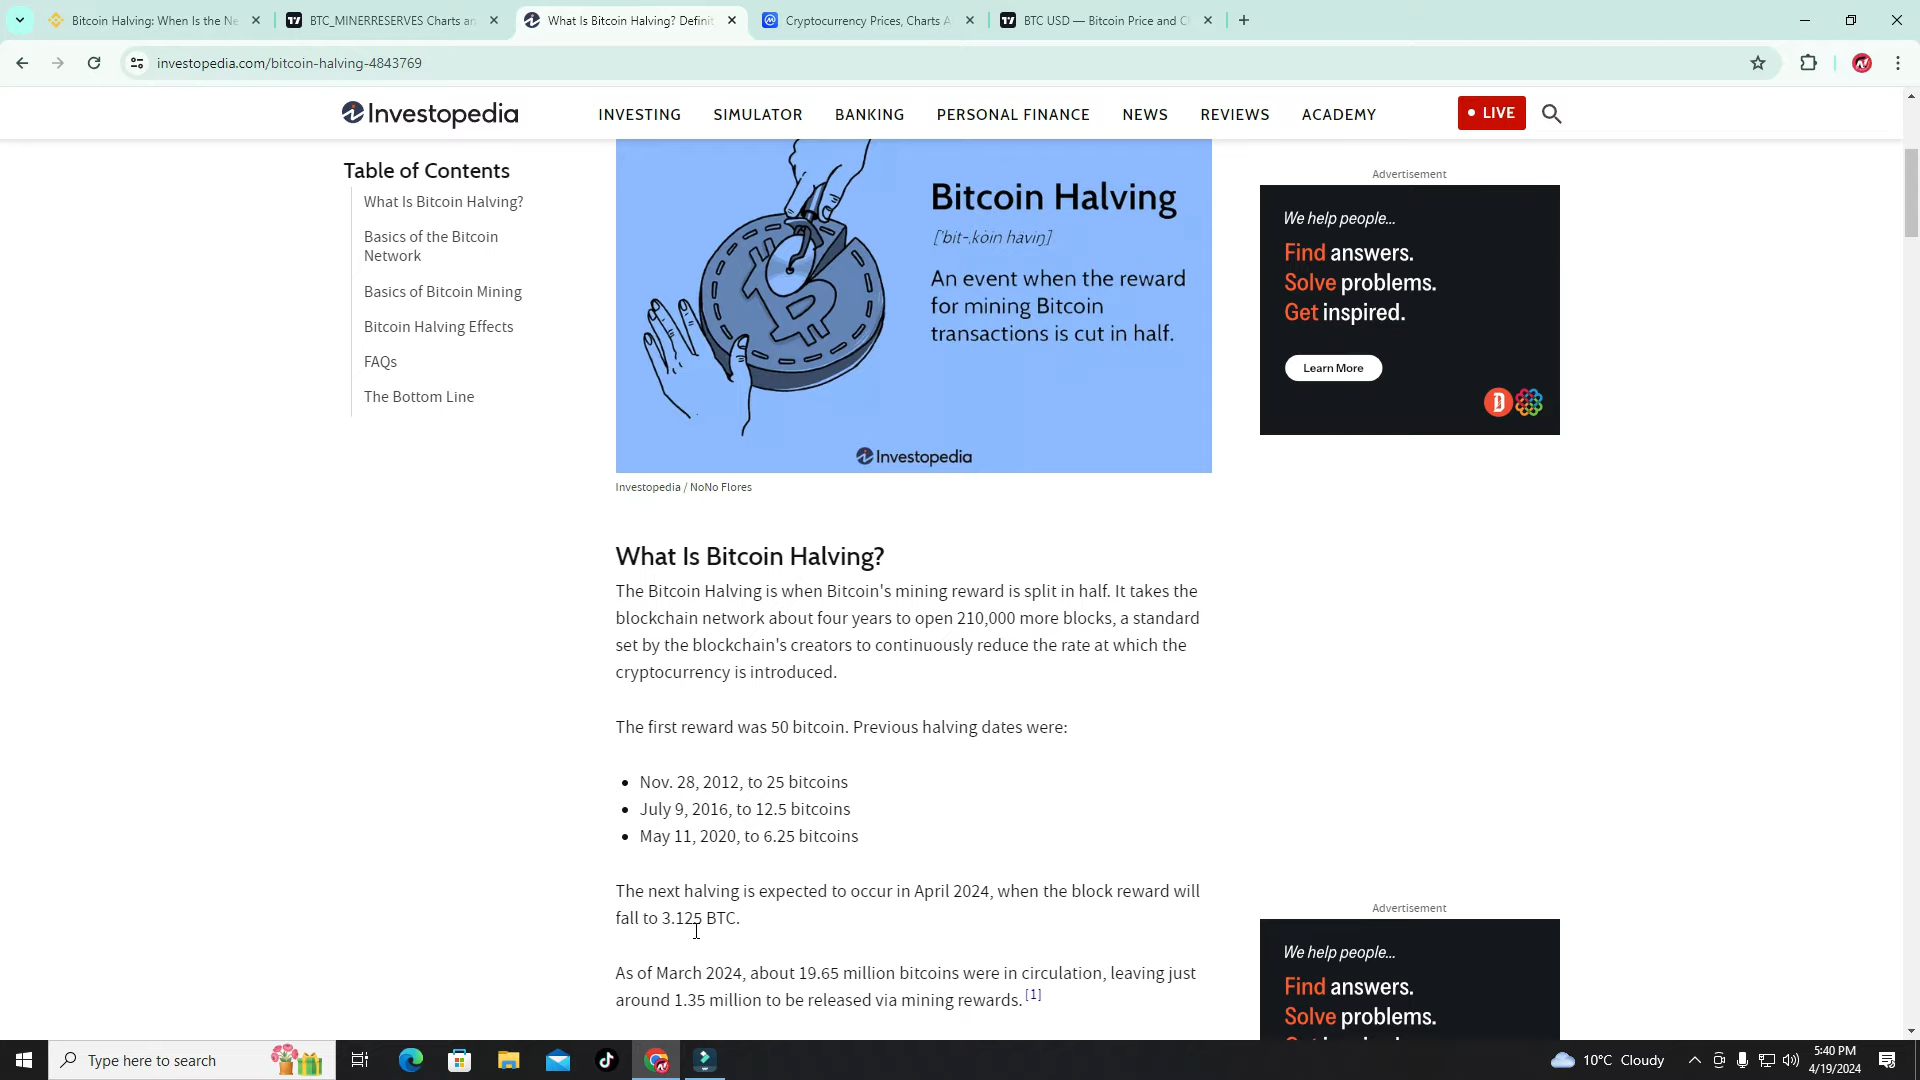 Bitcoin Halving: When Is the Ne
BTC_MINERRESERVES Charts an
What Is Bitcoin Halving? Definit
Cryptocurrency Prices, Charts A
BTC USD — Bitcoin Price and C
investopedia.com/bitcoin-halving-4843769
Investopedia
INVESTING
SIMULATOR
BANKING
PERSONAL FINANCE
NEWS
REVIEWS
ACADEMY
LIVE
Table of Contents
What Is Bitcoin Halving?
Basics of the Bitcoin
Network
Basics of Bitcoin Mining
Bitcoin Halving Effects
FAQs
The Bottom Line
Bitcoin Halving
['bit-,kȯin haviŋ]
An event when the reward
for mining Bitcoin
transactions is cut in half.
Investopedia
Investopedia / NoNo Flores
What Is Bitcoin Halving?
The Bitcoin Halving is when Bitcoin's mining reward is split in half. It takes the
blockchain network about four years to open 210,000 more blocks, a standard
set by the blockchain's creators to continuously reduce the rate at which the
cryptocurrency is introduced.
The first reward was 50 bitcoin. Previous halving dates were:
• Nov. 28, 2012, to 25 bitcoins
• July 9, 2016, to 12.5 bitcoins
• May 11, 2020, to 6.25 bitcoins
The next halving is expected to occur in April 2024, when the block reward will
fall to 3.125 BTC.
As of March 2024, about 19.65 million bitcoins were in circulation, leaving just
around 1.35 million to be released via mining rewards. [1]
Advertisement
We help people...
Find answers.
Solve problems.
Get inspired.
Learn More
Advertisement
We help people...
Find answers.
Solve problems.
Type here to search
10°C Cloudy
5:40 PM
4/19/2024